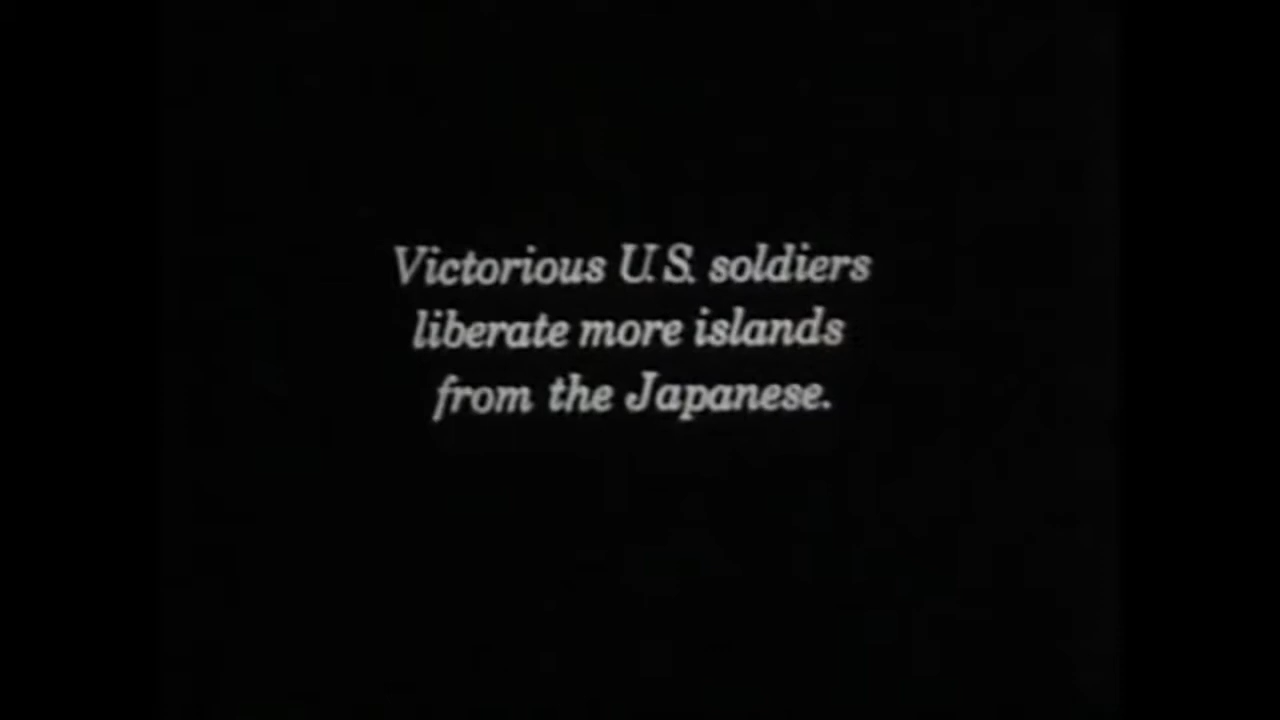 Victorious U.S. soldiers
liberate more islands
from the Japanese.